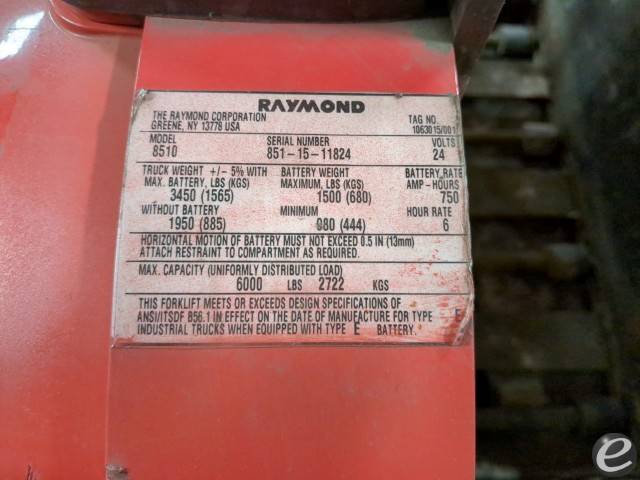 RAYMOND
THE RAYMOND CORPORATION
GREENE, NY 13778 USA
TAG NO.
1063015/001
MODEL SERIAL NUMBER VOLTS
8510 851-15-11824 24
TRUCK WEIGHT +/- 5% WITH BATTERY WEIGHT BATTERY RATE
MAX. BATTERY, LBS (KGS) MAXIMUM, LBS (KGS) AMP-HOURS
3450 (1565) 1500 (680) 750
WITHOUT BATTERY MINIMUM HOUR RATE
1950 (885) 980 (444) 6
HORIZONTAL MOTION OF BATTERY MUST NOT EXCEED 0.5 IN (13mm)
ATTACH RESTRAINT TO COMPARTMENT AS REQUIRED.
MAX. CAPACITY (UNIFORMLY DISTRIBUTED LOAD)
6000 LBS 2722 KGS
THIS FORKLIFT MEETS OR EXCEEDS DESIGN SPECIFICATIONS OF
ANSI/ITSDF B56.1 IN EFFECT ON THE DATE OF MANUFACTURE FOR TYPE E
INDUSTRIAL TRUCKS WHEN EQUIPPED WITH TYPE E BATTERY.
e